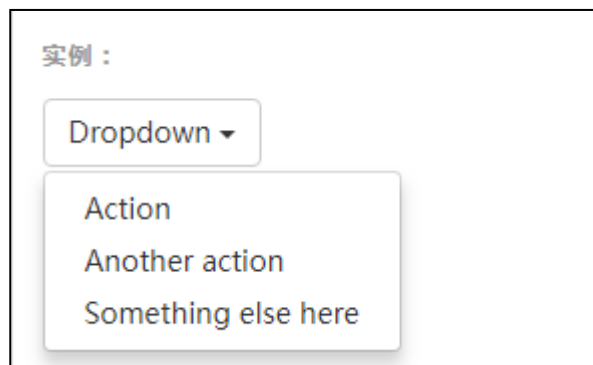 实例：
Dropdown
Action
Another action
Something else here